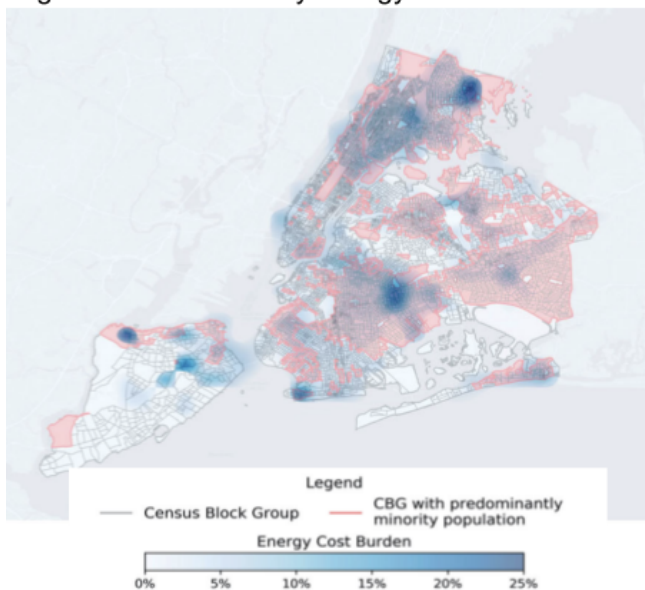 Legend
Census Block Group
CBG with predominantly
minority population
Energy Cost Burden
0% 5% 10% 15% 20% 25%